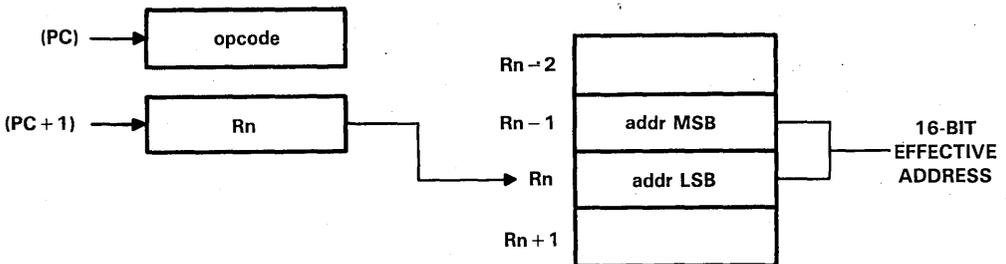 (PC)
opcode
(PC+1)
Rn
Rn-2
Rn-1
addr MSB
Rn
addr LSB
Rn+1
16-BIT
EFFECTIVE
ADDRESS